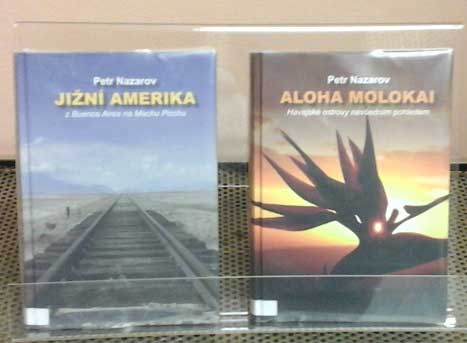 Petr Nazarov
JIŽNÍ AMERIKA
z Buenos Aires na Machu Picchu
Petr Nazarov
ALOHA MOLOKAI
Havajské ostrovy nevšedním pohledem